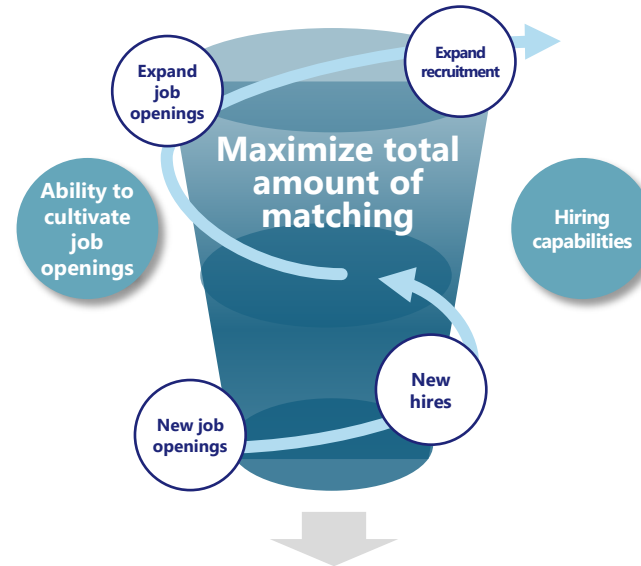 Expand
job
openings
Expand
recruitment
Maximize total
amount of
matching
Ability to
cultivate
job
openings
Hiring
capabilities
New
hires
New job
openings